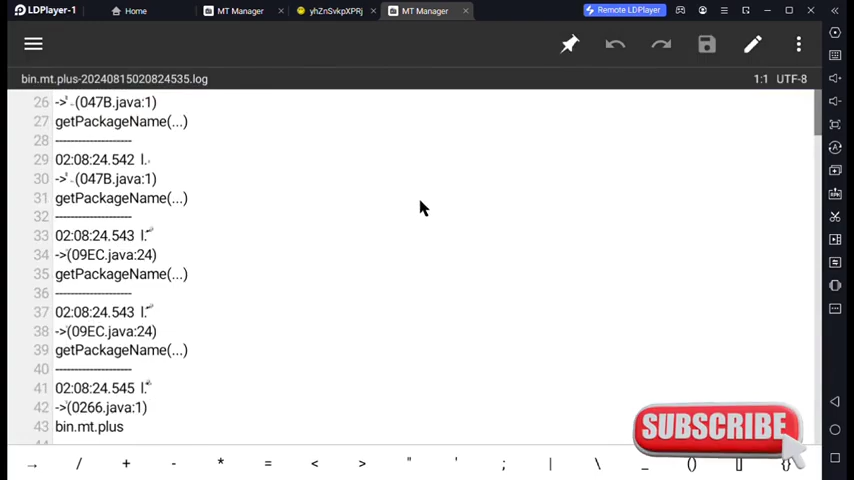 LDPlayer-1
Home
MT Manager
yhZnSvkpXPRj
MT Manager
Remote LDPlayer
bin.mt.plus-20240815020824535.log
1:1 UTF-8
26 -> (047B.java:1)
27 getPackageName(...)
28 --------------------
29 02:08:24.542 l.
30 -> (047B.java:1)
31 getPackageName(...)
32 --------------------
33 02:08:24.543 l.
34 ->(09EC.java:24)
35 getPackageName(...)
36 --------------------
37 02:08:24.543 l.
38 ->(09EC.java:24)
39 getPackageName(...)
40 --------------------
41 02:08:24.545 l.
42 ->(0266.java:1)
43 bin.mt.plus
SUBSCRIBE
→ / + - * = < > " ' ; | \ _ () [] {}